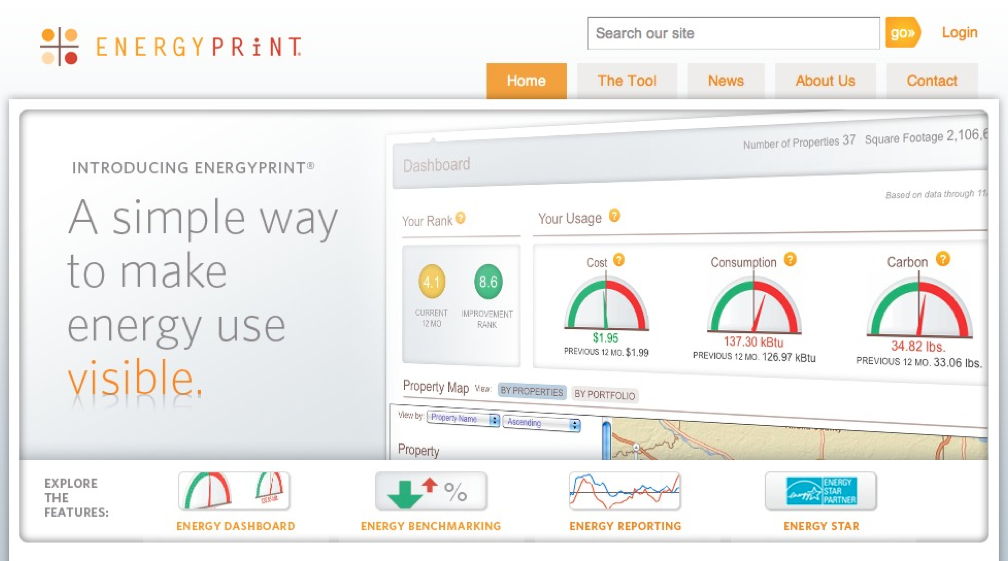 ENERGYPRINT
Search our site
go»
Login
Home
The Tool
News
About Us
Contact
INTRODUCING ENERGYPRINT®
A simple way
to make
energy use
visible.
Dashboard
Number of Properties 37 Square Footage 2,106,6
Based on data through 11
Your Rank ?
Your Usage ?
4.1
8.6
CURRENT
12 MO
IMPROVEMENT
RANK
Cost ?
$1.95
PREVIOUS 12 MO. $1.99
Consumption ?
137.30 kBtu
PREVIOUS 12 MO. 126.97 kBtu
Carbon ?
34.82 lbs.
PREVIOUS 12 MO. 33.06 lbs.
Property Map View: BY PROPERTIES BY PORTFOLIO
View by: Property Name Ascending
Property
EXPLORE
THE
FEATURES:
%
ENERGY
STAR
PARTNER
ENERGY DASHBOARD
ENERGY BENCHMARKING
ENERGY REPORTING
ENERGY STAR